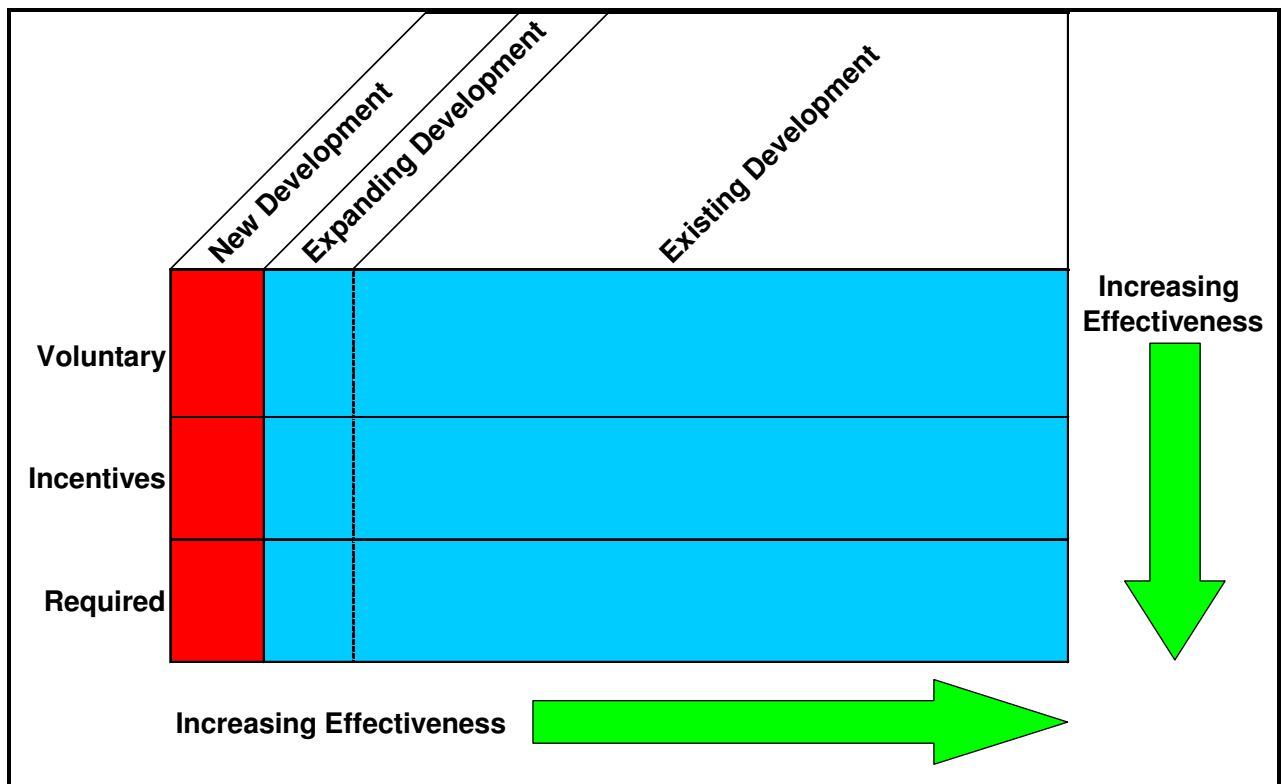 New Development
Expanding Development
Existing Development
Increasing
Effectiveness
Voluntary
Incentives
Required
Increasing Effectiveness